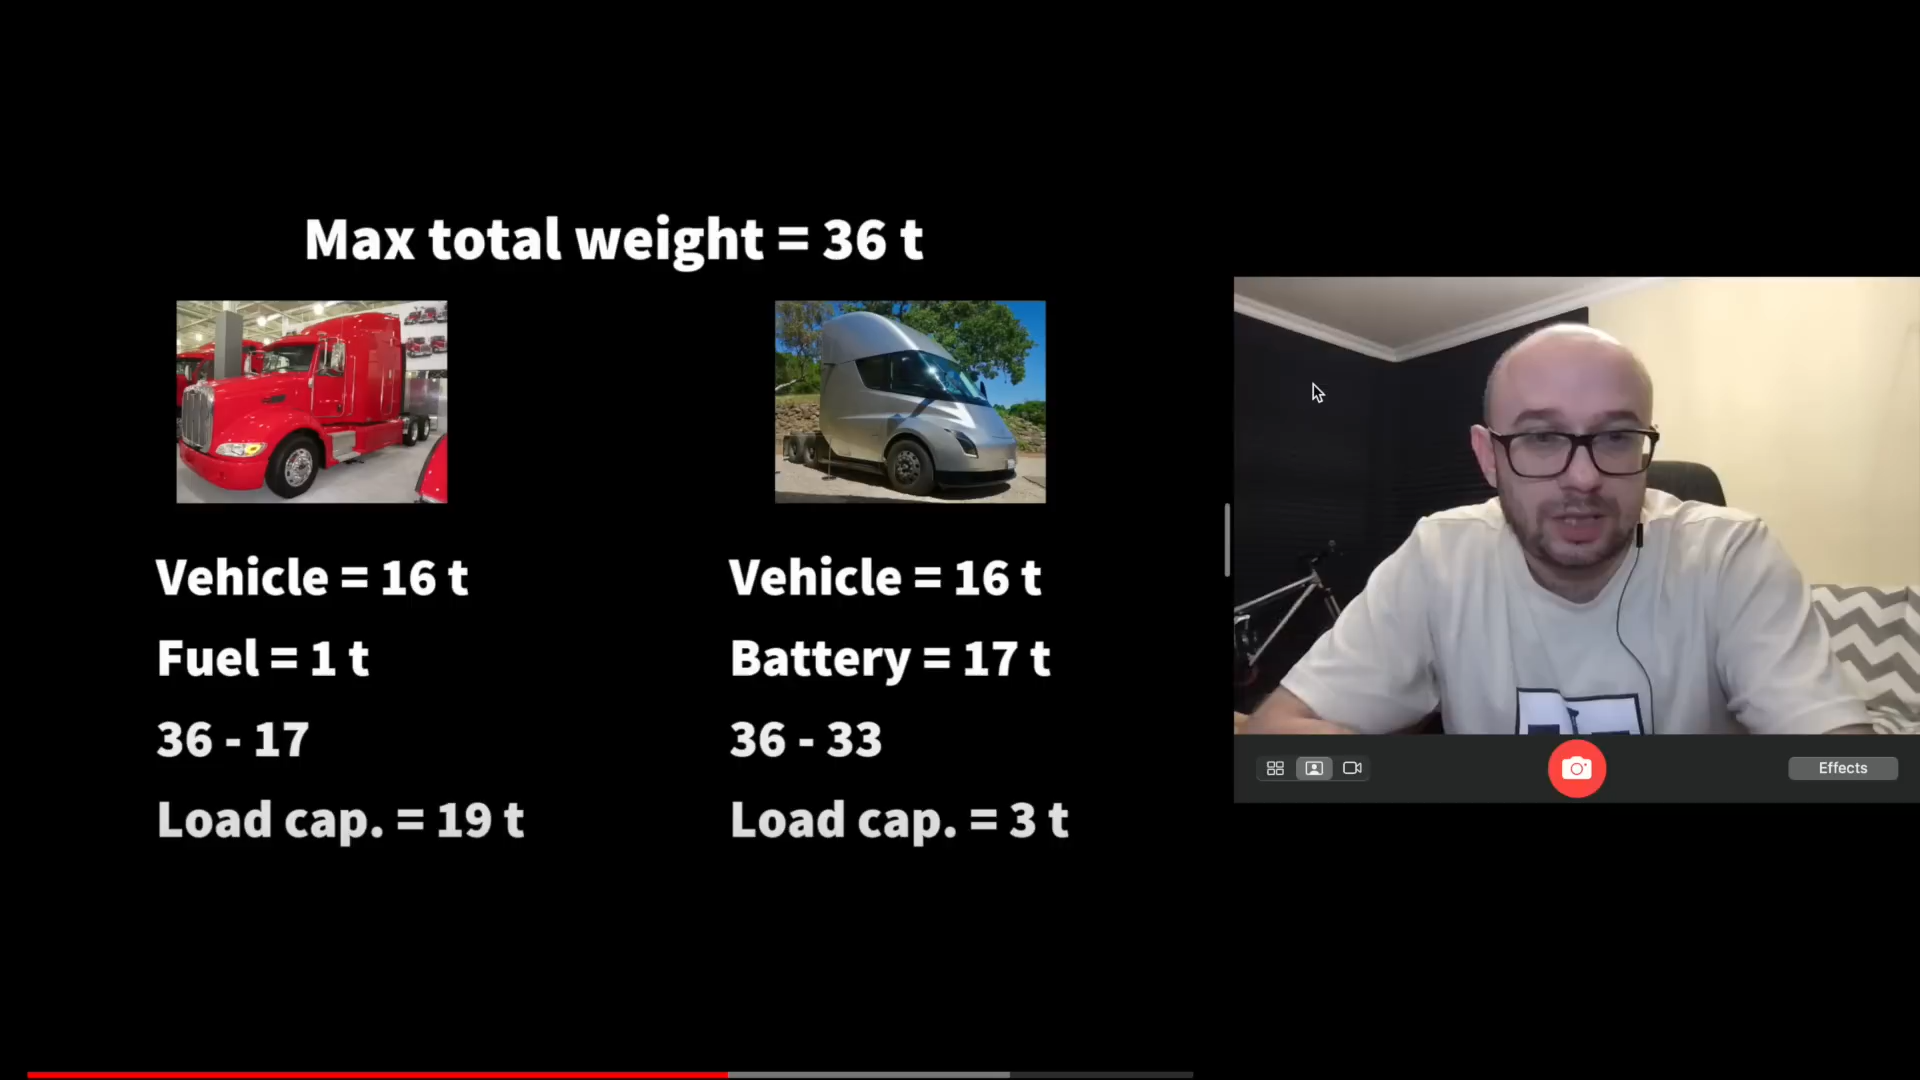 Max total weight = 36 t
Vehicle = 16 t
Fuel = 1 t
36 - 17
Load cap. = 19 t
Vehicle = 16 t
Battery = 17 t
36 - 33
Load cap. = 3 t
Effects